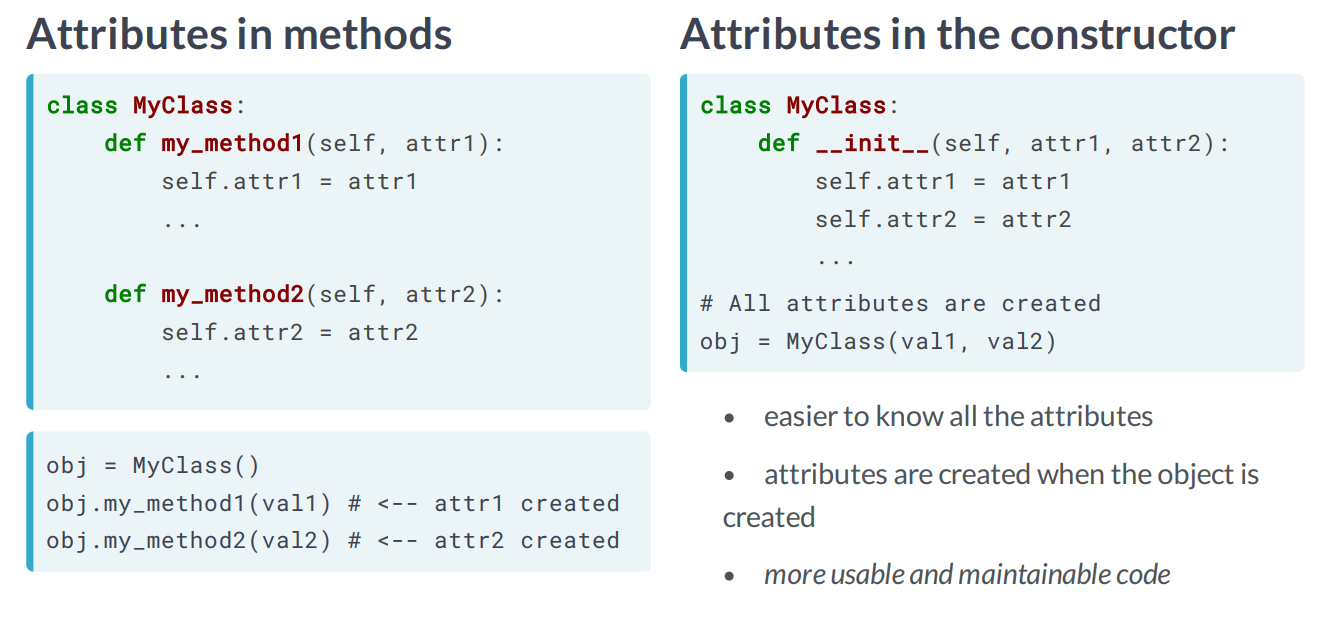 Attributes in methods
class MyClass:
    def my_method1(self, attr1):
        self.attr1 = attr1
        ...

    def my_method2(self, attr2):
        self.attr2 = attr2
        ...
obj = MyClass()
obj.my_method1(val1) # <-- attr1 created
obj.my_method2(val2) # <-- attr2 created
Attributes in the constructor
class MyClass:
    def __init__(self, attr1, attr2):
        self.attr1 = attr1
        self.attr2 = attr2
        ...
# All attributes are created
obj = MyClass(val1, val2)
• easier to know all the attributes
• attributes are created when the object is
created
• more usable and maintainable code